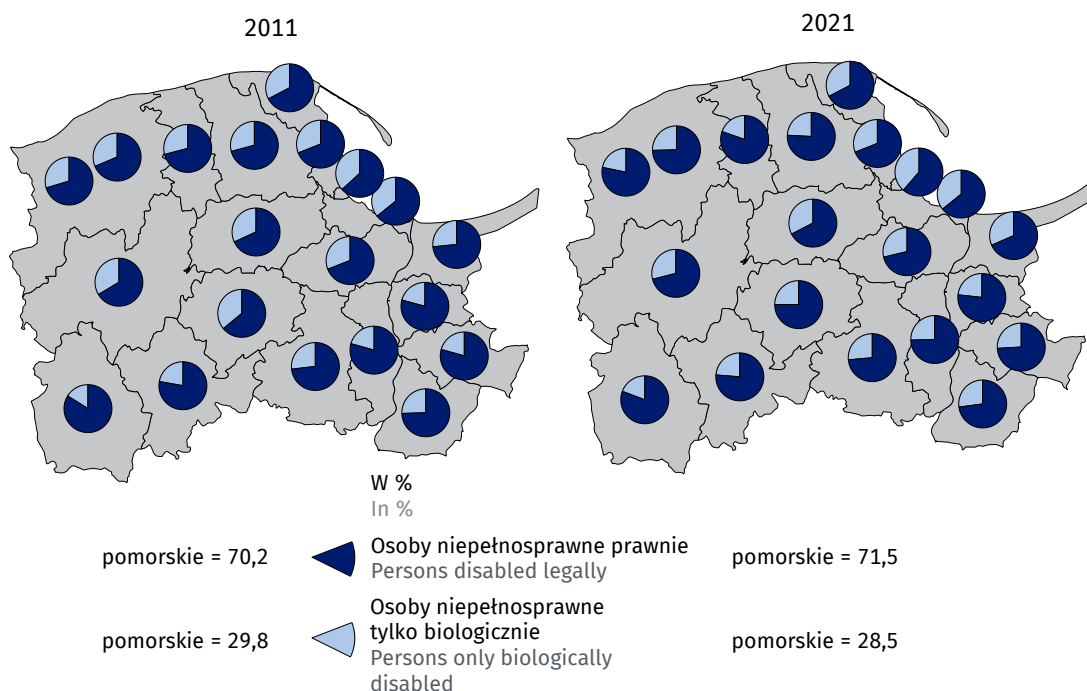 2011
2021
W %
In %
pomorskie = 70,2
Osoby niepełnosprawne prawnie
Persons disabled legally
pomorskie = 71,5
pomorskie = 29,8
Osoby niepełnosprawne
tylko biologicznie
Persons only biologically
disabled
pomorskie = 28,5